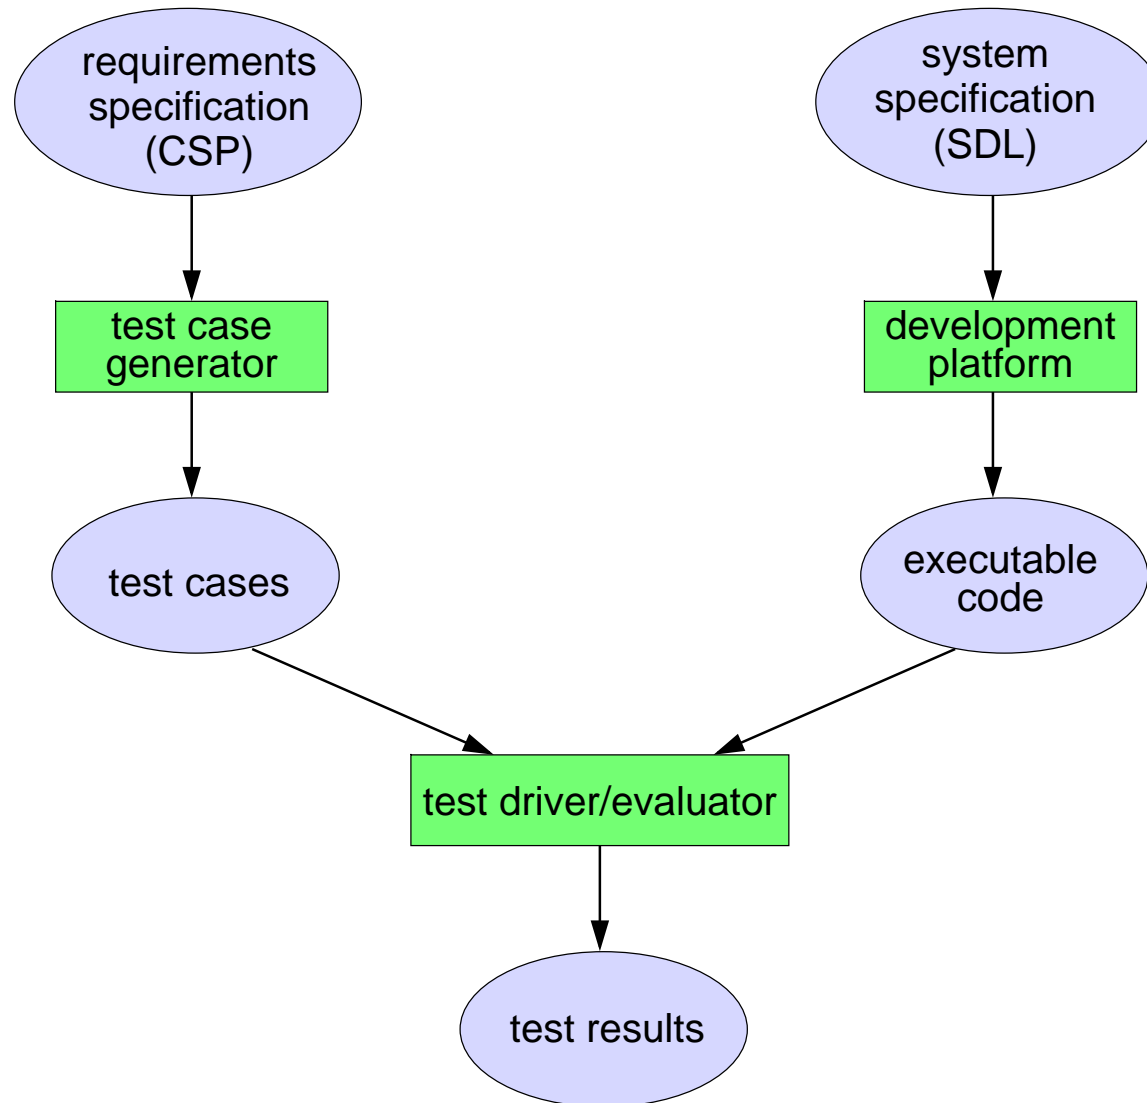 requirements
specification
(CSP)
system
specification
(SDL)
test case
generator
development
platform
test cases
executable
code
test driver/evaluator
test results